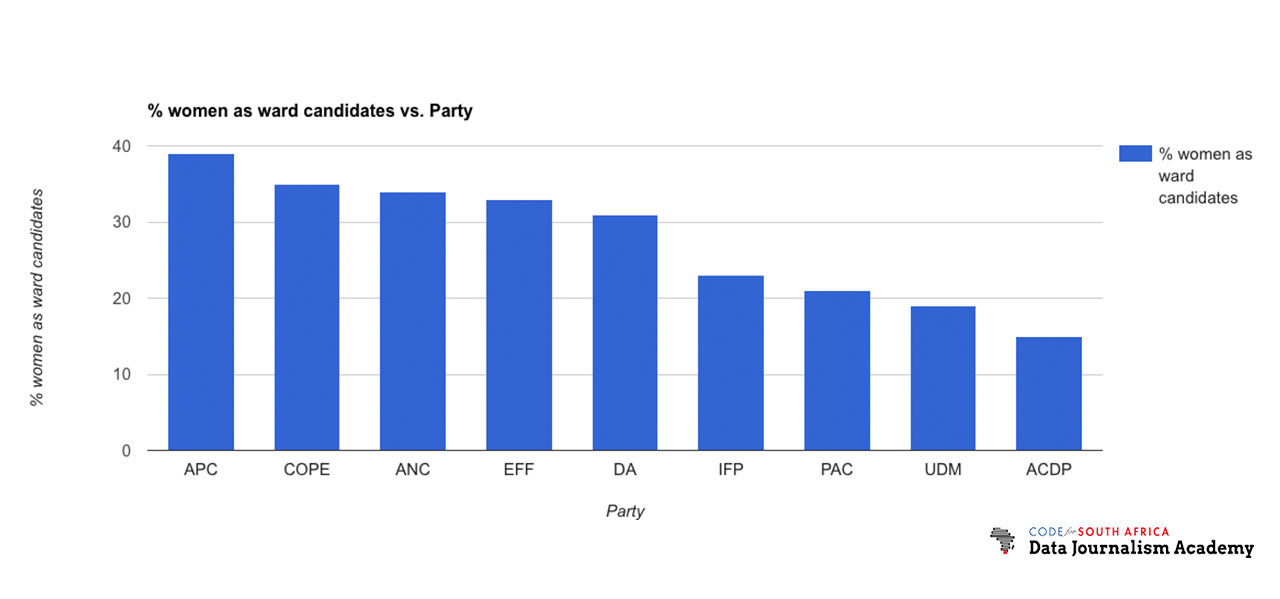 % women as ward candidates vs. Party
40
30
20
10
0
% women as ward candidates
APC COPE ANC EFF DA IFP PAC UDM ACDP
Party
% women as
ward
candidates
CODE for SOUTH AFRICA
Data Journalism Academy